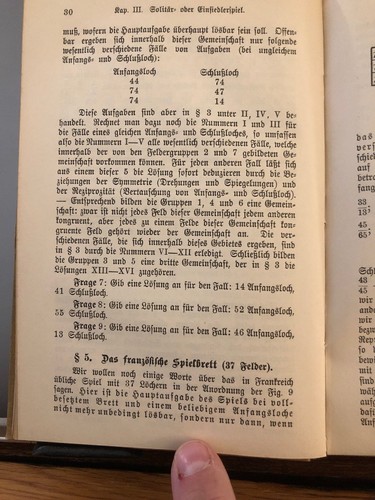 30 Kap. III. Solitär- oder Einsiedlerspiel.
muß, wofern die Hauptaufgabe überhaupt lösbar sein soll. Offen-
bar ergeben sich innerhalb dieser Gemeinschaft nur folgende
wesentlich verschiedene Fälle von Aufgaben (bei ungleichem
Anfangs- und Schlußloch):
Anfangsloch Schlußloch
44 74
74 47
74 14
Diese Aufgaben sind aber in § 3 unter II, IV, V be-
handelt. Rechnet man dazu noch die Nummern I und III für
die Fälle eines gleichen Anfangs- und Schlußloches, so umfassen
also die Nummern I—V alle wesentlich verschiedenen Fälle, welche
innerhalb der von den Feldergruppen 2 und 7 gebildeten Ge-
meinschaft vorkommen können. Für jeden anderen Fall läßt sich
aus einem dieser 5 die Lösung sofort deduzieren durch die Be-
ziehungen der Symmetrie (Drehungen und Spiegelungen) und
der Reziprozität (Vertauschung von Anfangs- und Schlußloch).
— Entsprechend bilden die Gruppen 1, 4 und 6 eine Gemein-
schaft; zwar ist nicht jedes Feld dieser Gemeinschaft jedem anderen
kongruent, aber jedes zu einem Felde dieser Gemeinschaft kon-
gruente Feld gehört wieder der Gemeinschaft an. Die ver-
schiedenen Fälle, die sich innerhalb dieses Gebietes ergeben, sind
in § 3 durch die Nummern VI—XII erledigt. Schließlich bilden
die Gruppen 3 und 5 eine dritte Gemeinschaft, der in § 3 die
Lösungen XIII—XVI zugehören.
Frage 7: Gib eine Lösung an für den Fall: 14 Anfangsloch,
41 Schlußloch.
Frage 8: Gib eine Lösung an für den Fall: 52 Anfangsloch,
55 Schlußloch.
Frage 9: Gib eine Lösung an für den Fall: 46 Anfangsloch,
13 Schlußloch.
§ 5. Das französische Spielbrett (37 Felder).
Wir wollen noch einige Worte über das in Frankreich
übliche Spiel mit 37 Löchern in der Anordnung der Fig. 9
sagen. Hier ist die Hauptaufgabe des Spiels bei voll-
besetztem Brett und einem beliebigem Anfangsloche
nicht mehr unbedingt lösbar, sondern nur dann, wenn
das
33
13;
45
65;
43
45